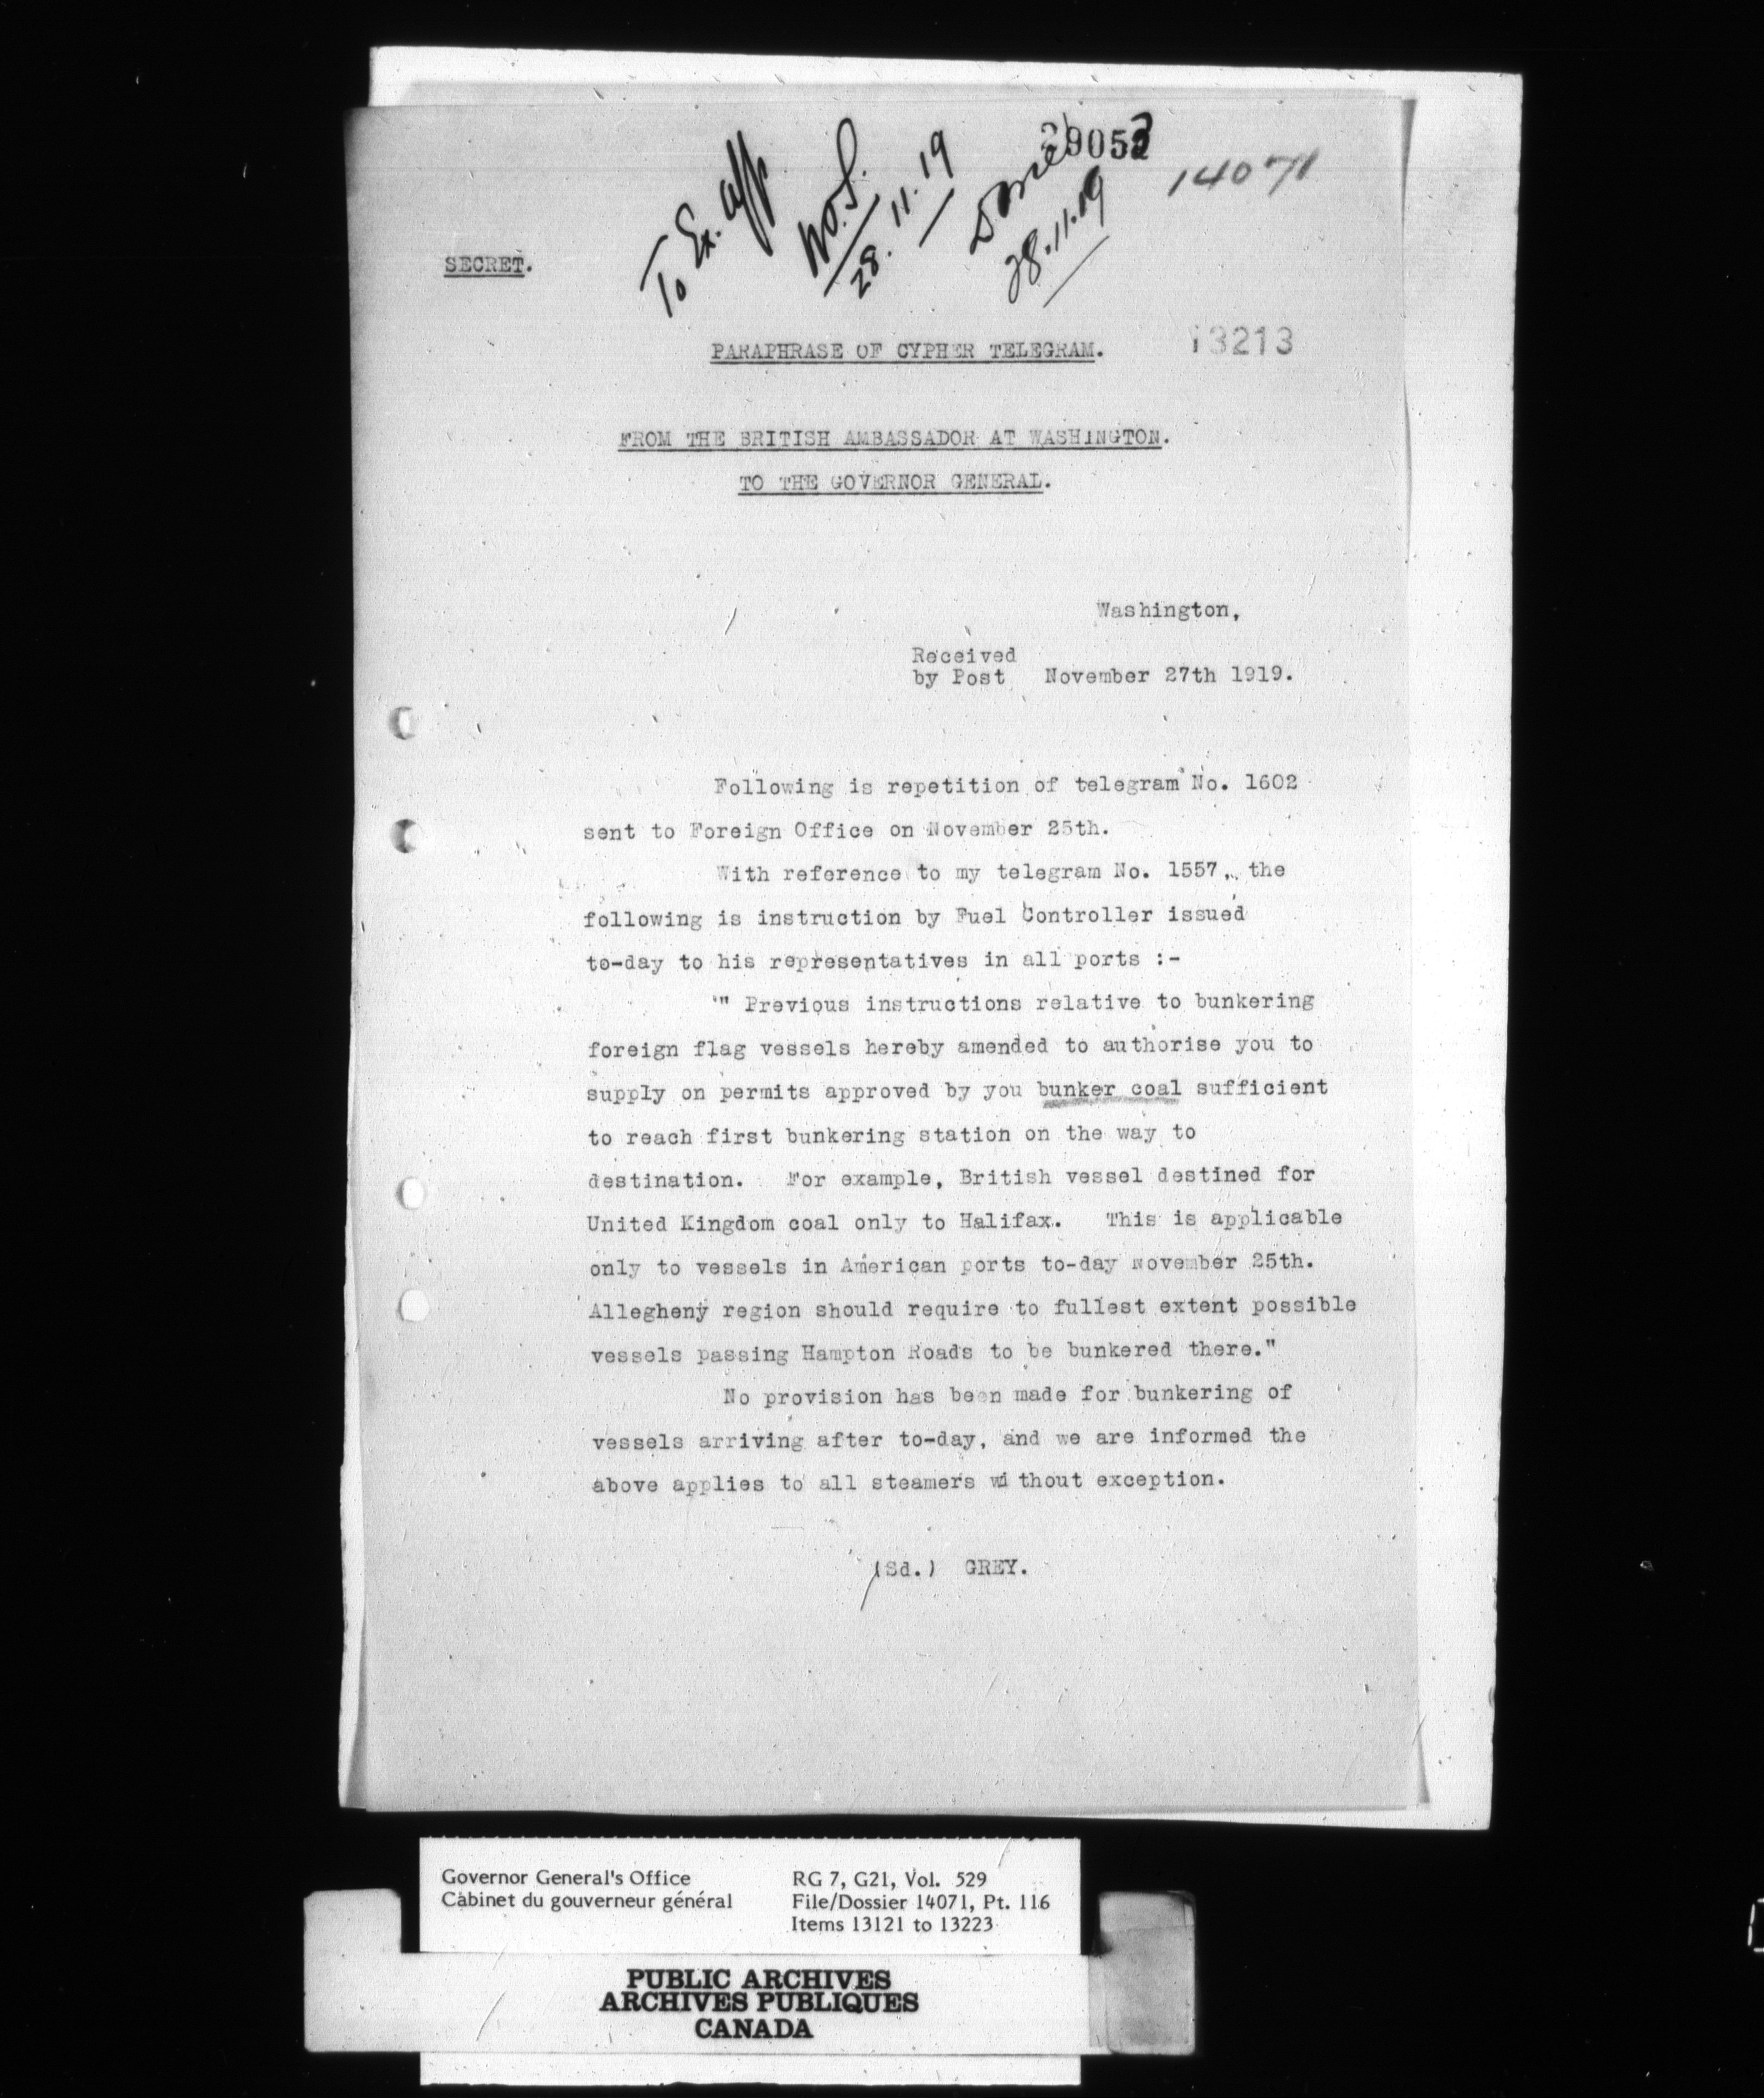 To Ex. Aff.
28. 11. 19
Done
28.11.19
14071
SECRET.
PARAPHRASE OF CYPHER TELEGRAM.
13213
FROM THE BRITISH AMBASSADOR AT WASHINGTON.
TO THE GOVERNOR GENERAL.
Washington,
Received
by Post November 27th 1919.
Following is repetition of telegram No. 1602
sent to Foreign Office on November 25th.
With reference to my telegram No. 1557, the
following is instruction by Fuel Controller issued
to-day to his representatives in all ports :-
" Previous instructions relative to bunkering
foreign flag vessels hereby amended to authorise you to
supply on permits approved by you bunker coal sufficient
to reach first bunkering station on the way to
destination. For example, British vessel destined for
United Kingdom coal only to Halifax. This is applicable
only to vessels in American ports to-day November 25th.
Allegheny region should require to fullest extent possible
vessels passing Hampton Roads to be bunkered there."
No provision has been made for bunkering of
vessels arriving after to-day, and we are informed the
above applies to all steamers without exception.
(Sd.) GREY.
Governor General's Office RG 7, G21, Vol. 529
Cabinet du gouverneur général File/Dossier 14071, Pt. 116
Items 13121 to 13223
PUBLIC ARCHIVES
ARCHIVES PUBLIQUES
CANADA